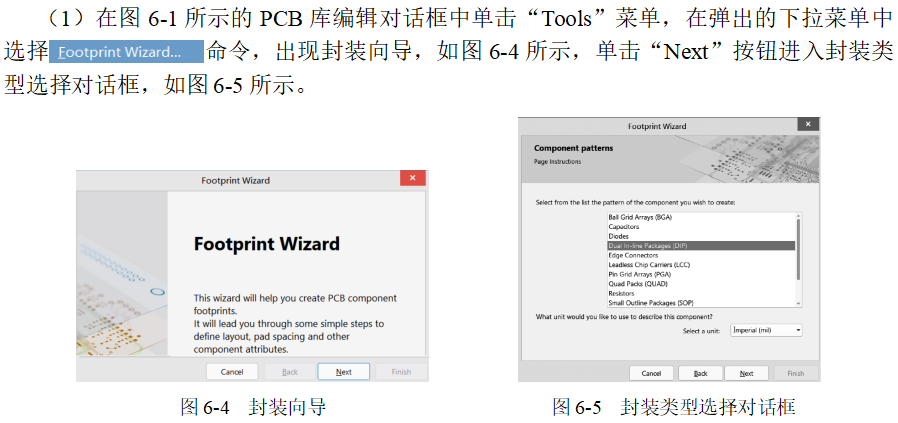 （1）在图 6-1 所示的 PCB 库编辑对话框中单击“Tools”菜单，在弹出的下拉菜单中
选择 Footprint Wizard... 命令，出现封装向导，如图 6-4 所示，单击“Next”按钮进入封装类
型选择对话框，如图 6-5 所示。
Footprint Wizard
Footprint Wizard
This wizard will help you create PCB component
footprints.
It will lead you through some simple steps to
define layout, pad spacing and other
component attributes.
Cancel Back Next Finish
图 6-4 封装向导
Footprint Wizard
Component patterns
Page Instructions
Select from the list the pattern of the component you wish to create:
Ball Grid Arrays (BGA)
Capacitors
Diodes
Dual In-line Packages (DIP)
Edge Connectors
Leadless Chip Carriers (LCC)
Pin Grid Arrays (PGA)
Quad Packs (QUAD)
Resistors
Small Outline Packages (SOP)
What unit would you like to use to describe this component?
Select a unit: Imperial (mil)
Cancel Back Next Finish
图 6-5 封装类型选择对话框